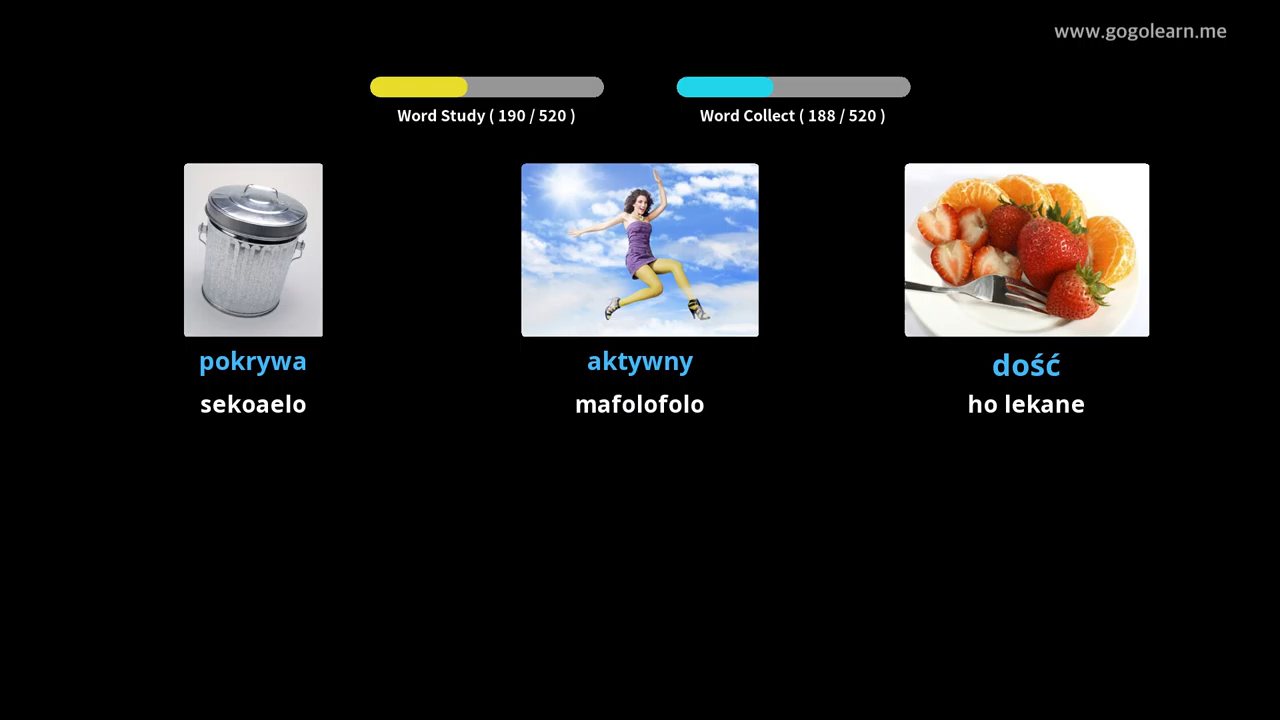 www.gogolearn.me
Word Study ( 190 / 520 )
Word Collect ( 188 / 520 )
pokrywa
aktywny
dość
sekoaelo
mafolofolo
ho lekane